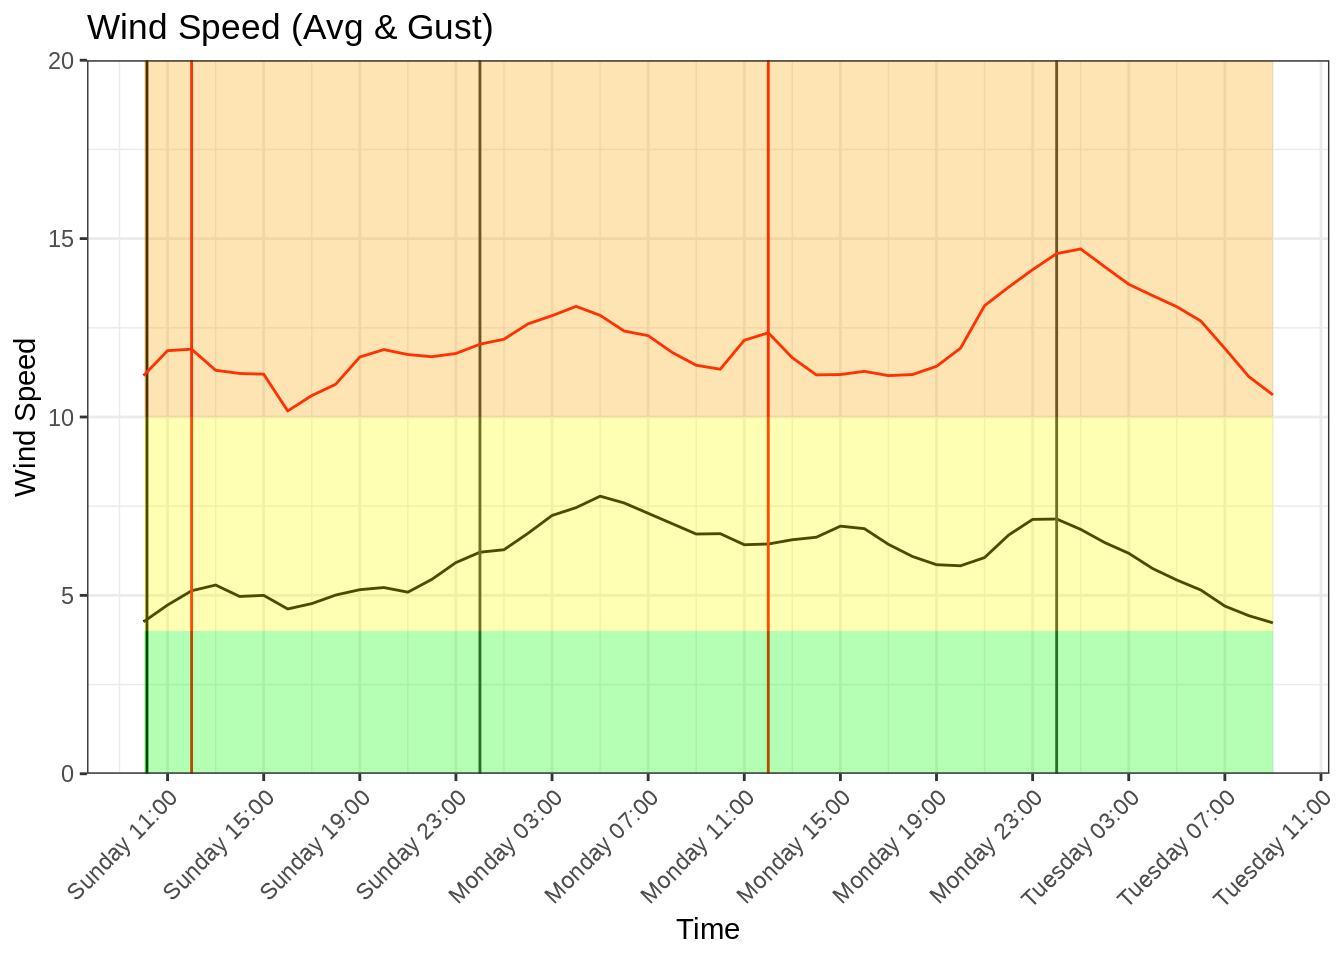 Wind Speed (Avg & Gust)
20
15
10
5
0
Wind Speed
Sunday 11:00
Sunday 15:00
Sunday 19:00
Sunday 23:00
Monday 03:00
Monday 07:00
Monday 11:00
Monday 15:00
Monday 19:00
Monday 23:00
Tuesday 03:00
Tuesday 07:00
Tuesday 11:00
Time